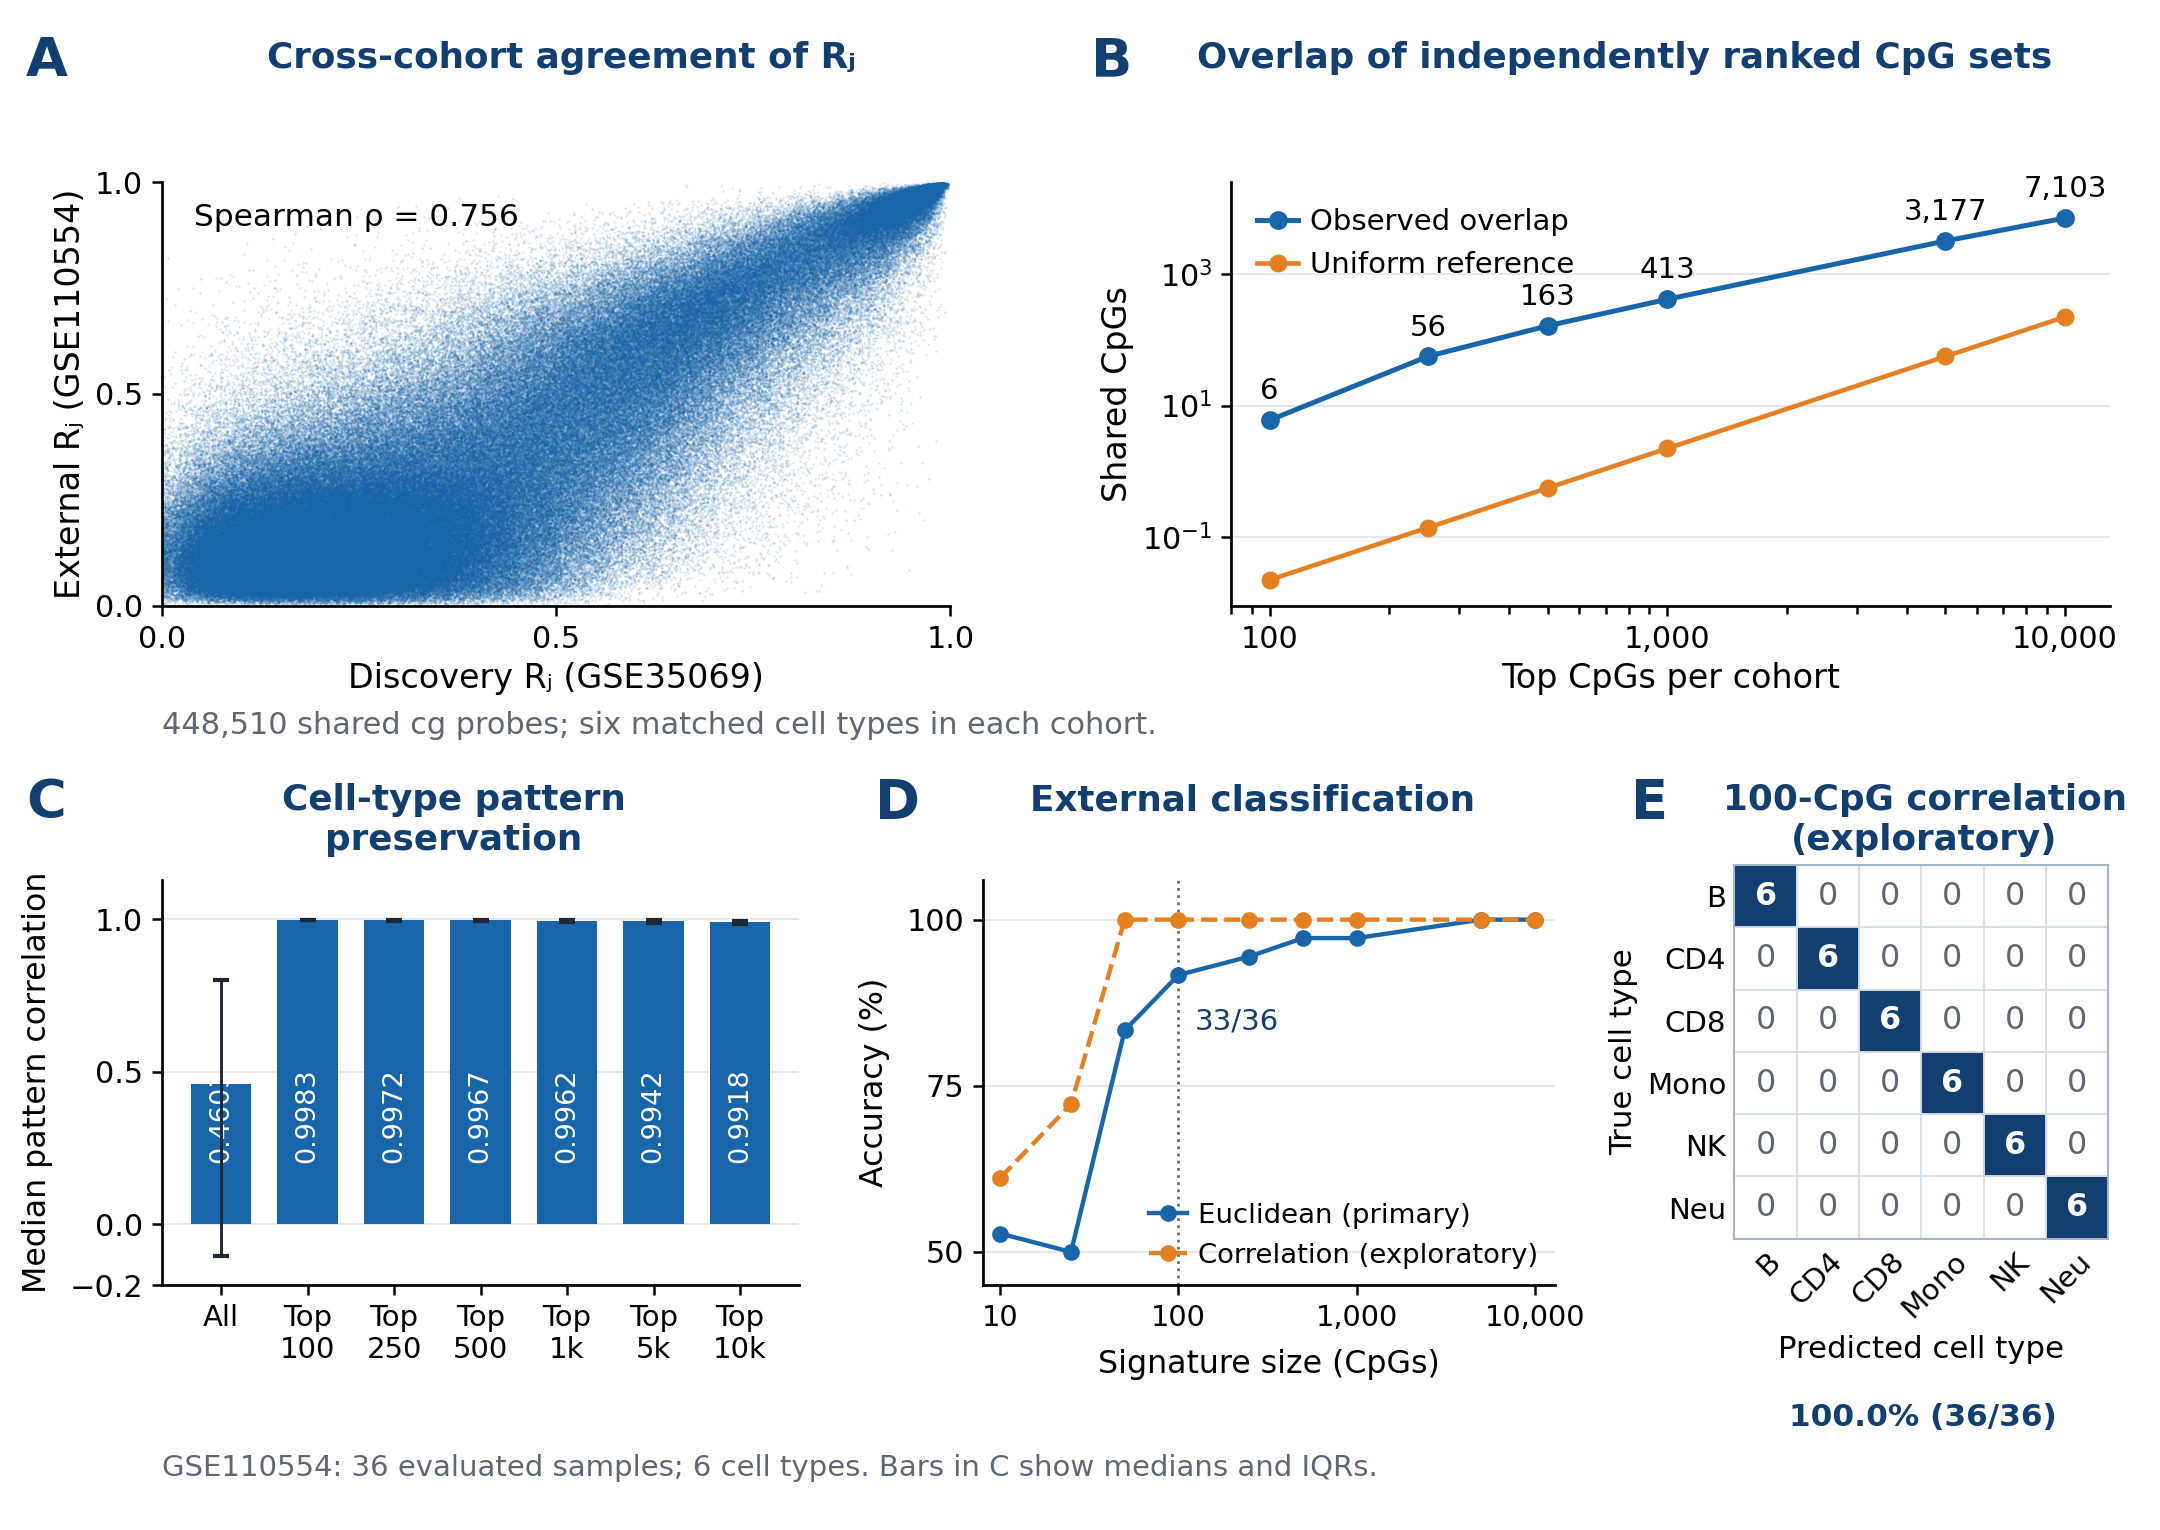 A
Cross-cohort agreement of Rⱼ
External Rⱼ (GSE110554)
1.0
0.5
0.0
Spearman ρ = 0.756
0.0 0.5 1.0
Discovery Rⱼ (GSE35069)
448,510 shared cg probes; six matched cell types in each cohort.
B
Overlap of independently ranked CpG sets
Shared CpGs
10³
10¹
10⁻¹
Observed overlap
Uniform reference
6
56
163
413
3,177
7,103
100 1,000 10,000
Top CpGs per cohort
C
Cell-type pattern
preservation
Median pattern correlation
1.0
0.5
0.0
−0.2
0.9983
0.9972
0.9967
0.9962
0.9942
0.9918
All Top Top Top Top Top Top
100 250 500 1k 5k 10k
D
External classification
Accuracy (%)
100
75
50
33/36
Euclidean (primary)
Correlation (exploratory)
10 100 1,000 10,000
Signature size (CpGs)
E
100-CpG correlation
(exploratory)
True cell type
B 6 0 0 0 0 0
CD4 0 6 0 0 0 0
CD8 0 0 6 0 0 0
Mono 0 0 0 6 0 0
NK 0 0 0 0 6 0
Neu 0 0 0 0 0 6
B CD4 CD8 Mono NK Neu
Predicted cell type
100.0% (36/36)
GSE110554: 36 evaluated samples; 6 cell types. Bars in C show medians and IQRs.